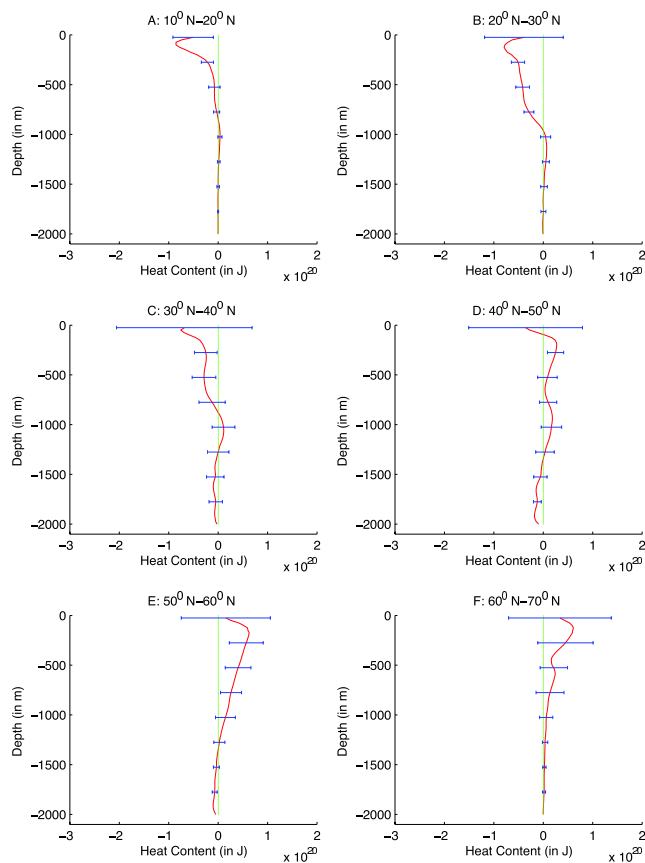 A: 10⁰ N−20⁰ N
0
−500
−1000
−1500
−2000
Depth (in m)
−3 −2 −1 0 1 2
Heat Content (in J)
x 10²⁰
B: 20⁰ N−30⁰ N
0
−500
−1000
−1500
−2000
Depth (in m)
−3 −2 −1 0 1 2
Heat Content (in J)
x 10²⁰
C: 30⁰ N−40⁰ N
0
−500
−1000
−1500
−2000
Depth (in m)
−3 −2 −1 0 1 2
Heat Content (in J)
x 10²⁰
D: 40⁰ N−50⁰ N
0
−500
−1000
−1500
−2000
Depth (in m)
−3 −2 −1 0 1 2
Heat Content (in J)
x 10²⁰
E: 50⁰ N−60⁰ N
0
−500
−1000
−1500
−2000
Depth (in m)
−3 −2 −1 0 1 2
Heat Content (in J)
x 10²⁰
F: 60⁰ N−70⁰ N
0
−500
−1000
−1500
−2000
Depth (in m)
−3 −2 −1 0 1 2
Heat Content (in J)
x 10²⁰